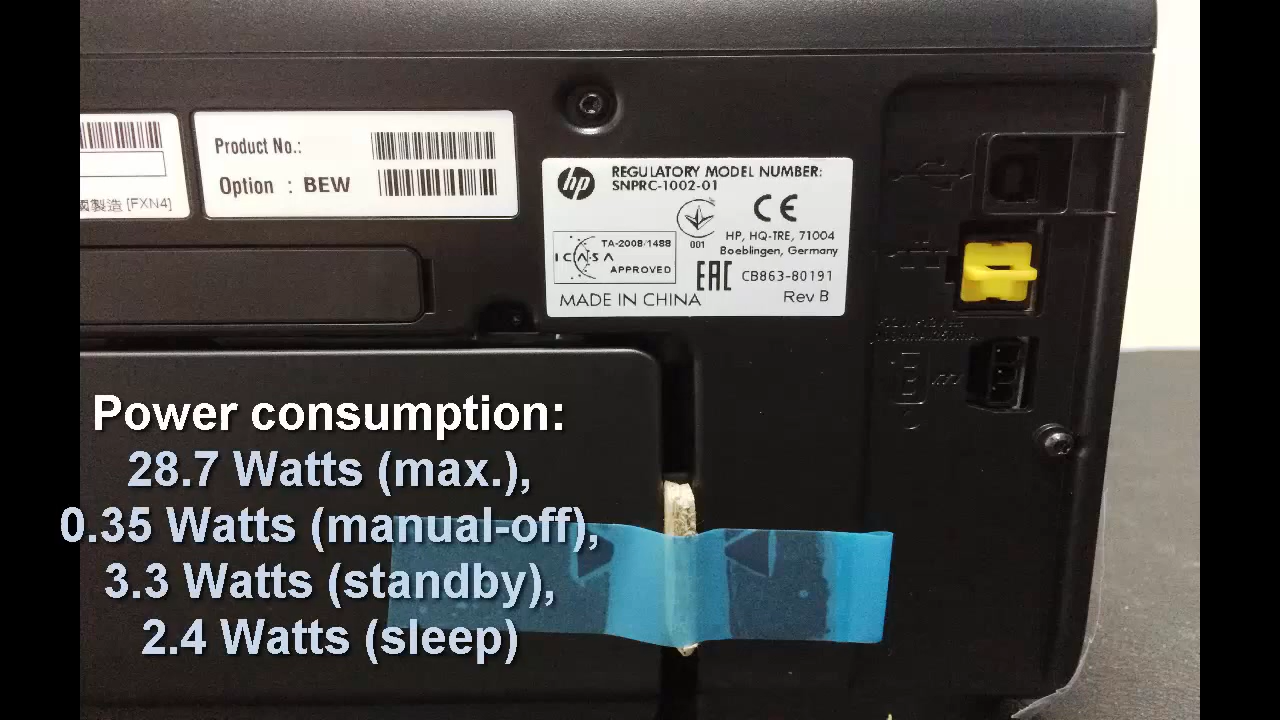 Product No.:
Option : BEW
國製造 [FXN4]
hp
REGULATORY MODEL NUMBER:
SNPRC-1002-01
CE
001
HP, HQ-TRE, 71004
Boeblingen, Germany
TA-2008/1488
ICASA
APPROVED
EAC CB863-80191
MADE IN CHINA Rev B
Power consumption:
28.7 Watts (max.),
0.35 Watts (manual-off),
3.3 Watts (standby),
2.4 Watts (sleep)